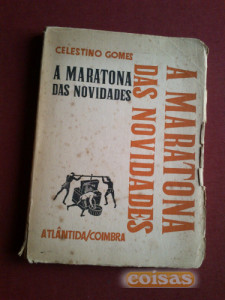 CELESTINO GOMES
A MARATONA
DAS NOVIDADES
ATLÂNTIDA/COIMBRA
A MARATONA
DAS NOVIDADES
coisas